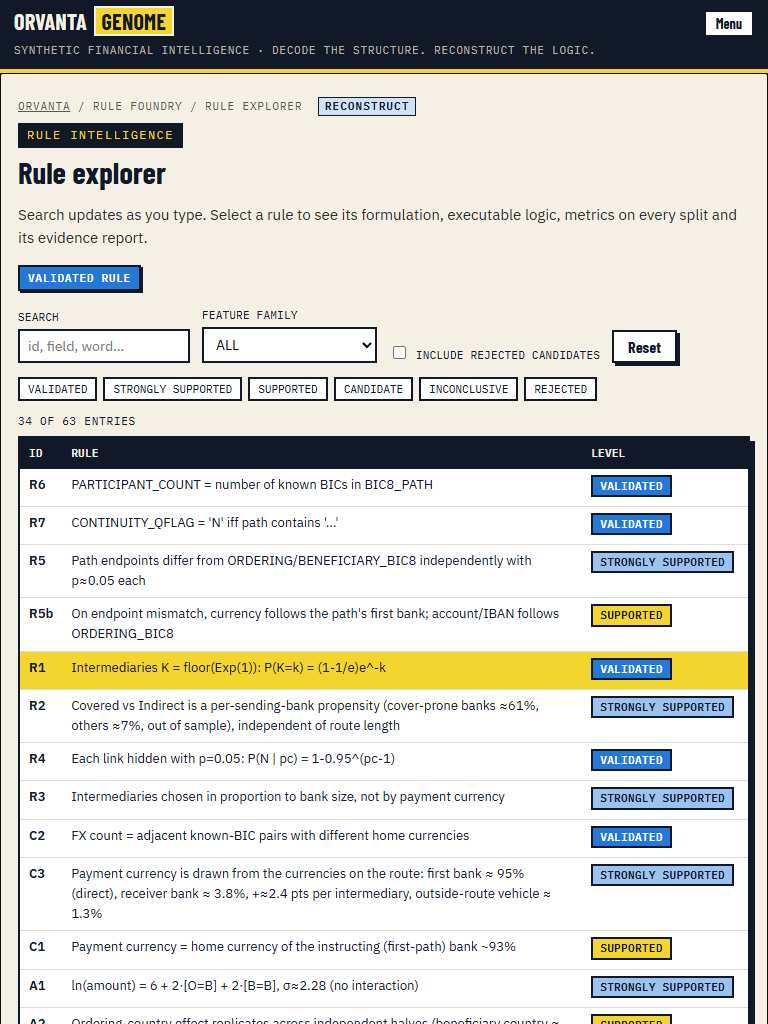 ORVANTA GENOME
Menu
SYNTHETIC FINANCIAL INTELLIGENCE · DECODE THE STRUCTURE. RECONSTRUCT THE LOGIC.
ORVANTA / RULE FOUNDRY / RULE EXPLORER RECONSTRUCT
RULE INTELLIGENCE
Rule explorer
Search updates as you type. Select a rule to see its formulation, executable logic, metrics on every split and
its evidence report.
VALIDATED RULE
SEARCH
FEATURE FAMILY
id, field, word...
ALL
INCLUDE REJECTED CANDIDATES
Reset
VALIDATED STRONGLY SUPPORTED SUPPORTED CANDIDATE INCONCLUSIVE REJECTED
34 OF 63 ENTRIES
ID RULE LEVEL
R6 PARTICIPANT_COUNT = number of known BICs in BIC8_PATH VALIDATED
R7 CONTINUITY_QFLAG = 'N' iff path contains '...' VALIDATED
R5 Path endpoints differ from ORDERING/BENEFICIARY_BIC8 independently with STRONGLY SUPPORTED
p≈0.05 each
R5b On endpoint mismatch, currency follows the path's first bank; account/IBAN follows SUPPORTED
ORDERING_BIC8
R1 Intermediaries K = floor(Exp(1)): P(K=k) = (1-1/e)e^-k VALIDATED
R2 Covered vs Indirect is a per-sending-bank propensity (cover-prone banks ≈61%, STRONGLY SUPPORTED
others ≈7%, out of sample), independent of route length
R4 Each link hidden with p=0.05: P(N | pc) = 1-0.95^(pc-1) VALIDATED
R3 Intermediaries chosen in proportion to bank size, not by payment currency STRONGLY SUPPORTED
C2 FX count = adjacent known-BIC pairs with different home currencies VALIDATED
C3 Payment currency is drawn from the currencies on the route: first bank ≈ 95% STRONGLY SUPPORTED
(direct), receiver bank ≈ 3.8%, +≈2.4 pts per intermediary, outside-route vehicle ≈
1.3%
C1 Payment currency = home currency of the instructing (first-path) bank ~93% SUPPORTED
A1 ln(amount) = 6 + 2·[O=B] + 2·[B=B], σ≈2.28 (no interaction) STRONGLY SUPPORTED
A2 Ordering-country effect replicates across independent halves (beneficiary country ≈ SUPPORTED